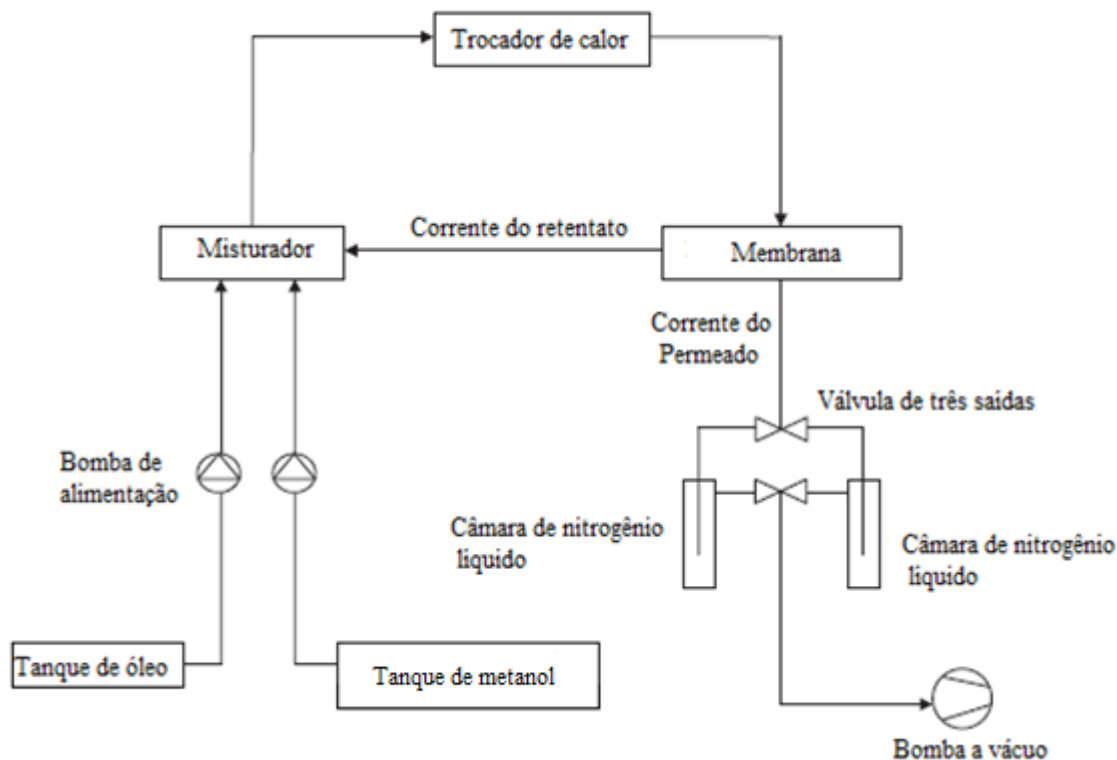 Trocador de calor
Corrente do retentato
Misturador
Membrana
Corrente do
Permeado
Válvula de três saidas
Bomba de
alimentação
Câmara de nitrogênio
liquido
Câmara de nitrogênio
liquido
Tanque de óleo
Tanque de metanol
Bomba a vácuo